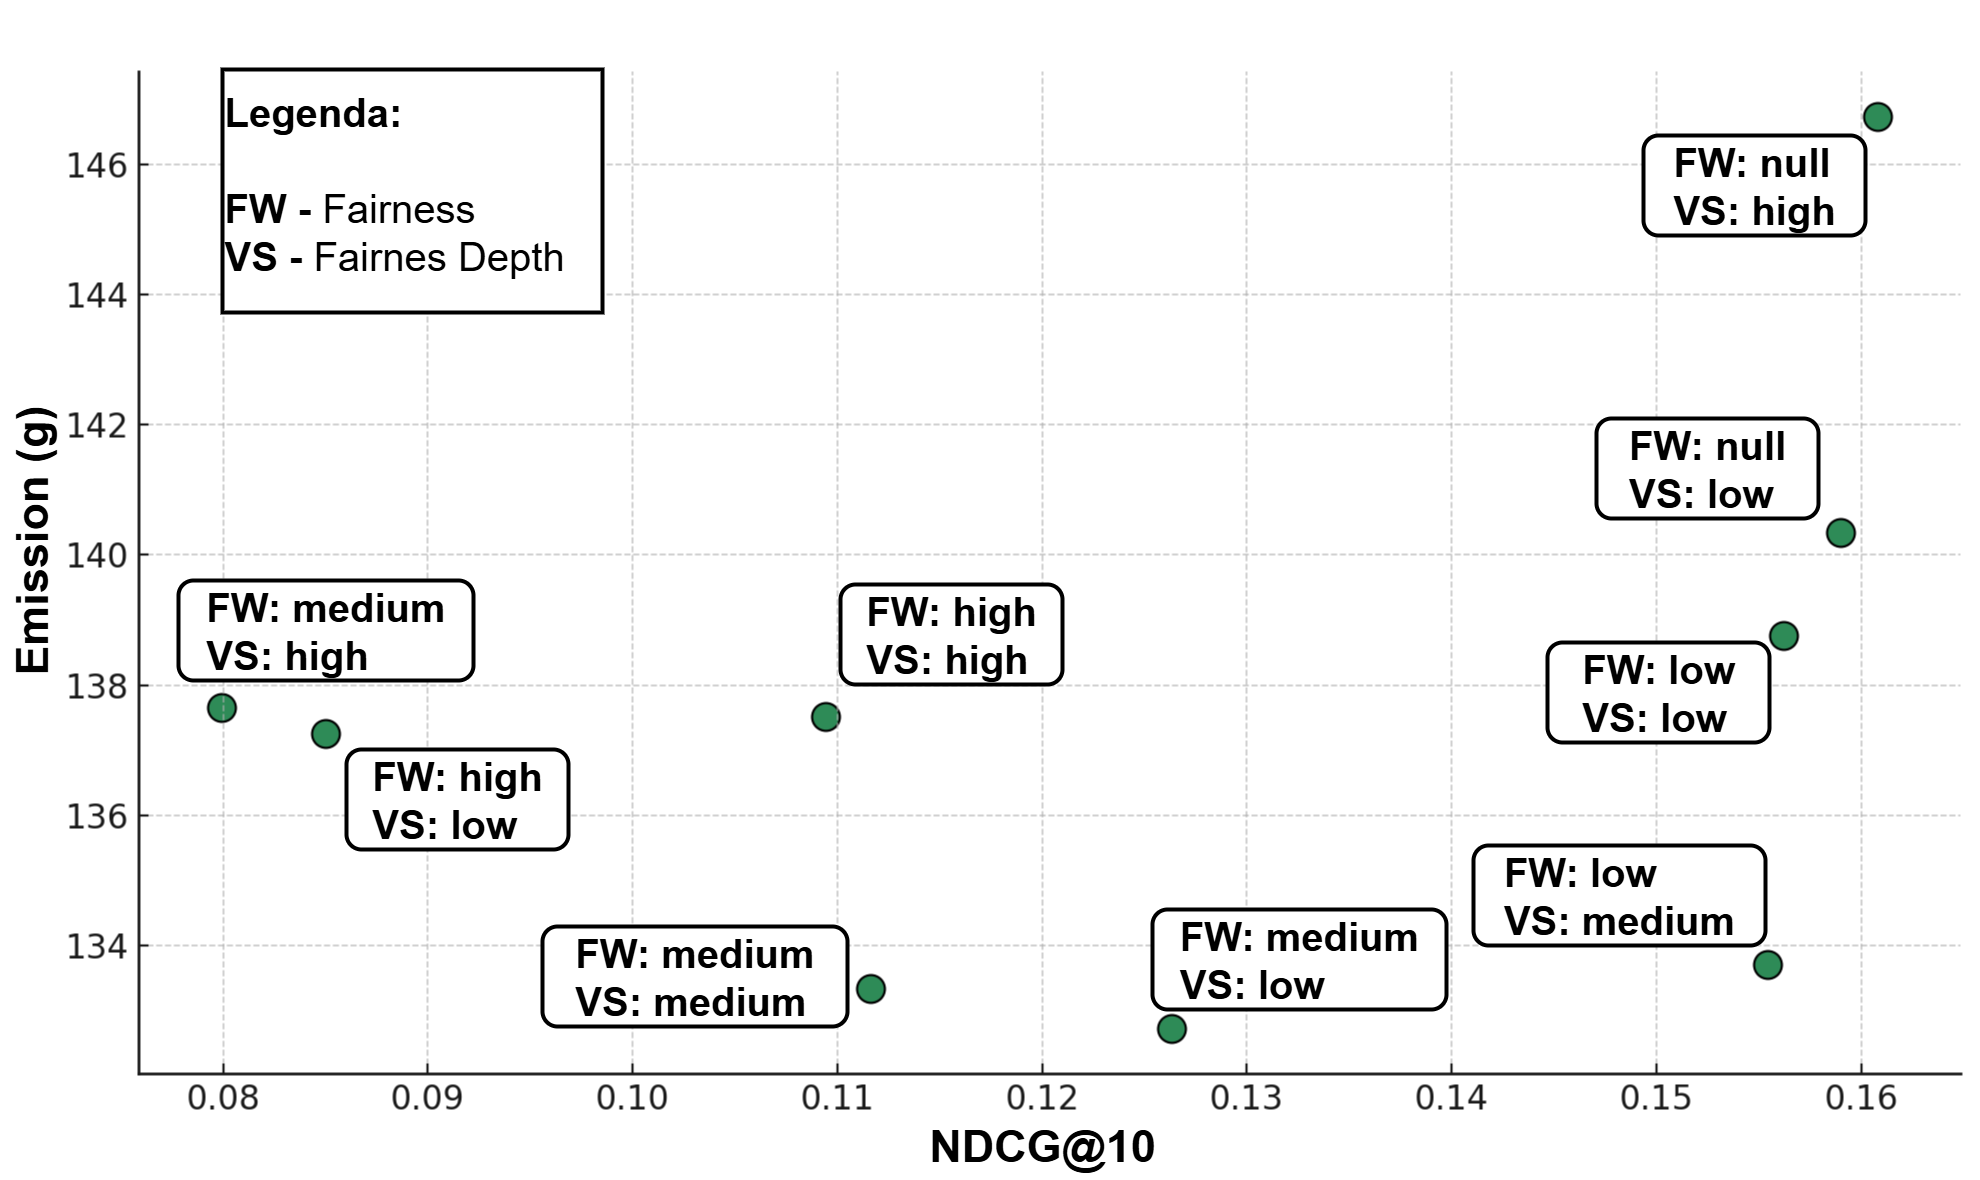 Legenda:
FW - Fairness
VS - Fairnes Depth
146
144
142
140
138
136
134
Emission (g)
FW: null
VS: high
FW: null
VS: low
FW: medium
VS: high
FW: high
VS: high
FW: low
VS: low
FW: high
VS: low
FW: low
VS: medium
FW: medium
VS: medium
FW: medium
VS: low
0.08 0.09 0.10 0.11 0.12 0.13 0.14 0.15 0.16
NDCG@10